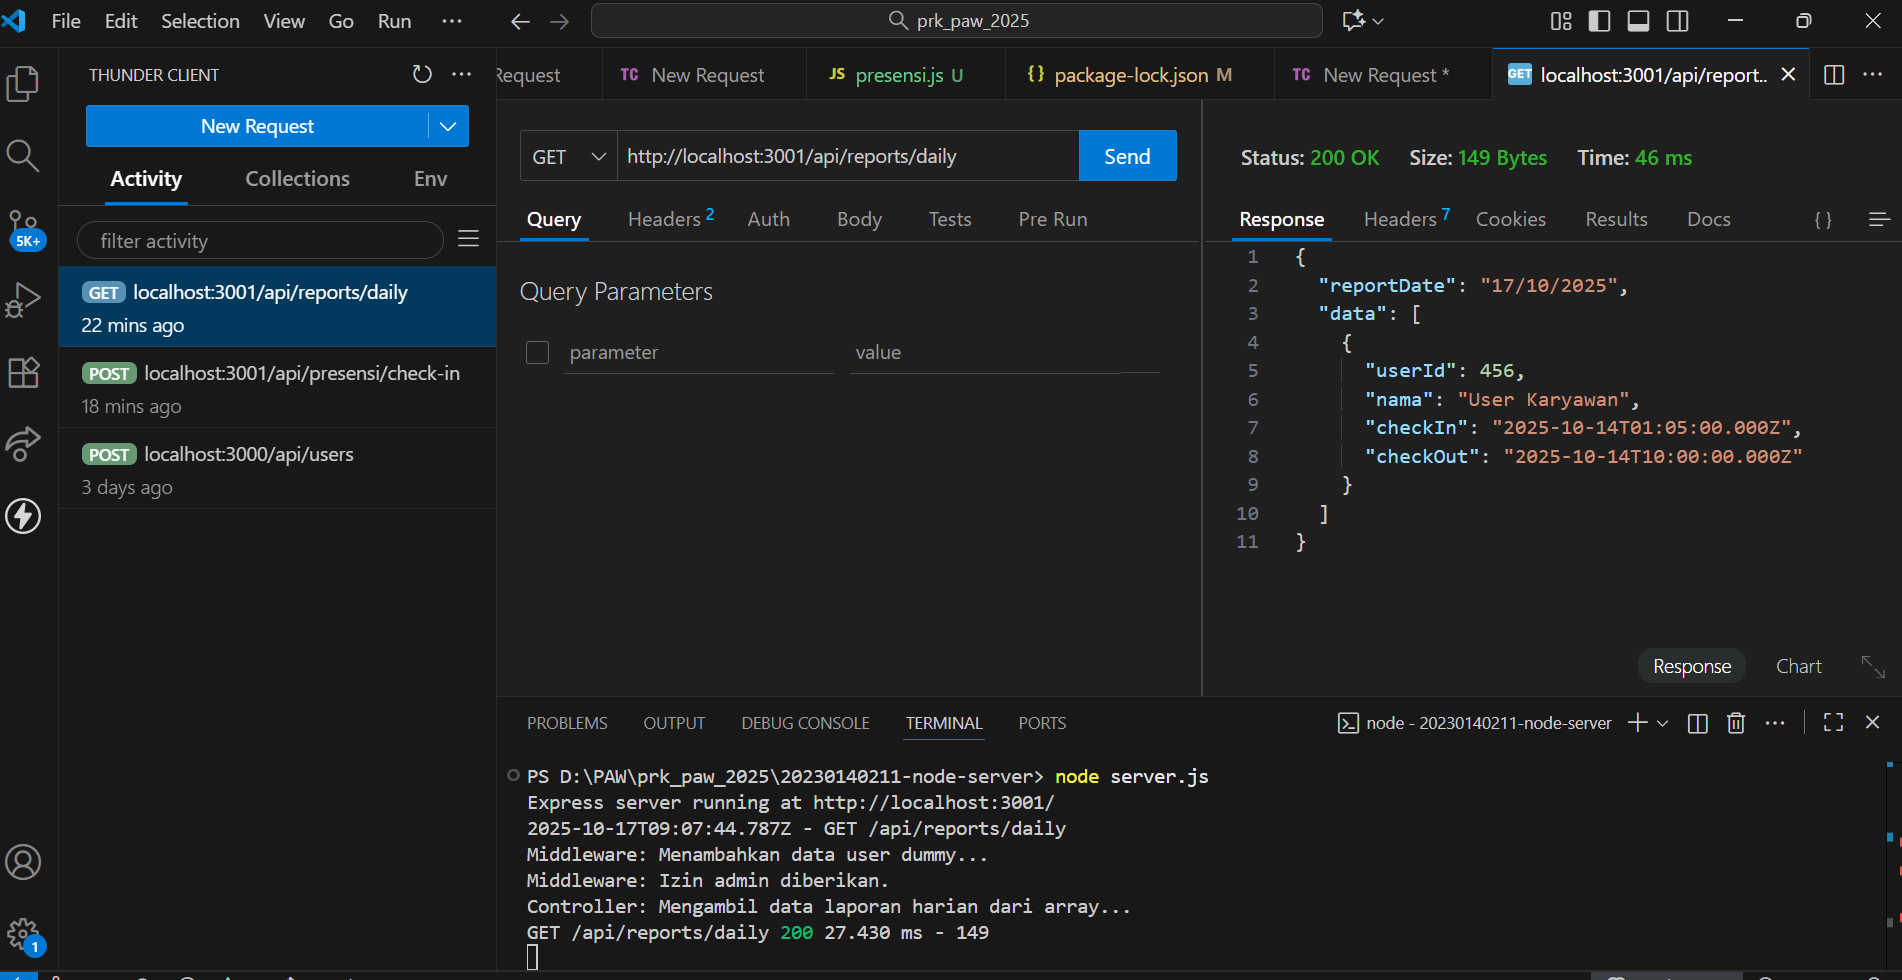 File Edit Selection View Go Run ···
prk_paw_2025
THUNDER CLIENT
Request
TC New Request
JS presensi.js U
{} package-lock.json M
TC New Request *
GET localhost:3001/api/report..
New Request
Activity Collections Env
filter activity
GET localhost:3001/api/reports/daily
22 mins ago
POST localhost:3001/api/presensi/check-in
18 mins ago
POST localhost:3000/api/users
3 days ago
5K+
1
GET http://localhost:3001/api/reports/daily Send
Query Headers 2 Auth Body Tests Pre Run
Query Parameters
parameter value
Status: 200 OK Size: 149 Bytes Time: 46 ms
Response Headers 7 Cookies Results Docs { }
1 {
2 "reportDate": "17/10/2025",
3 "data": [
4 {
5 "userId": 456,
6 "nama": "User Karyawan",
7 "checkIn": "2025-10-14T01:05:00.000Z",
8 "checkOut": "2025-10-14T10:00:00.000Z"
9 }
10 ]
11 }
Response Chart
PROBLEMS OUTPUT DEBUG CONSOLE TERMINAL PORTS
node - 20230140211-node-server
PS D:\PAW\prk_paw_2025\20230140211-node-server> node server.js
Express server running at http://localhost:3001/
2025-10-17T09:07:44.787Z - GET /api/reports/daily
Middleware: Menambahkan data user dummy...
Middleware: Izin admin diberikan.
Controller: Mengambil data laporan harian dari array...
GET /api/reports/daily 200 27.430 ms - 149